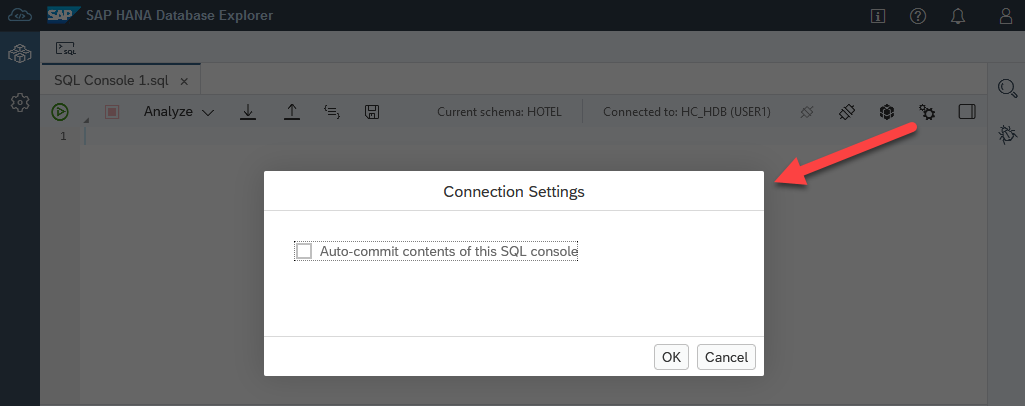 SAP SAP HANA Database Explorer
SQL
SQL Console 1.sql ×
Analyze Current schema: HOTEL Connected to: HC_HDB (USER1)
1
Connection Settings
Auto-commit contents of this SQL console
OK Cancel